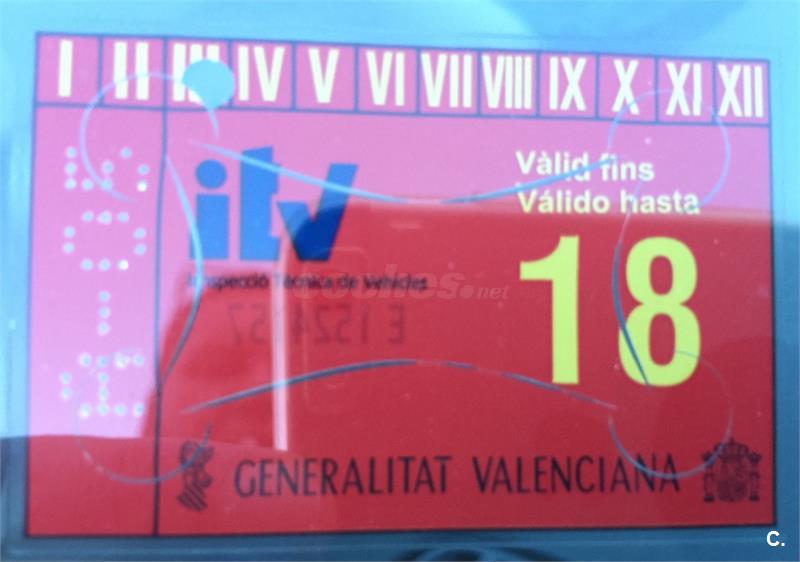 I II III IV V VI VII VIII IX X XI XII
itv
Inspecció Tècnica de Vehicles
Vàlid fins
Válido hasta
18
coches.net
E 1524157
GENERALITAT VALENCIANA
C.